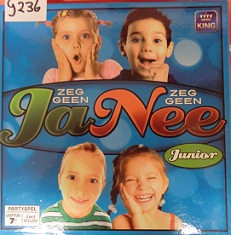 9236
KING
ZEG GEEN
Ja
ZEG GEEN
Nee
Junior
PARTYSPEL
7+